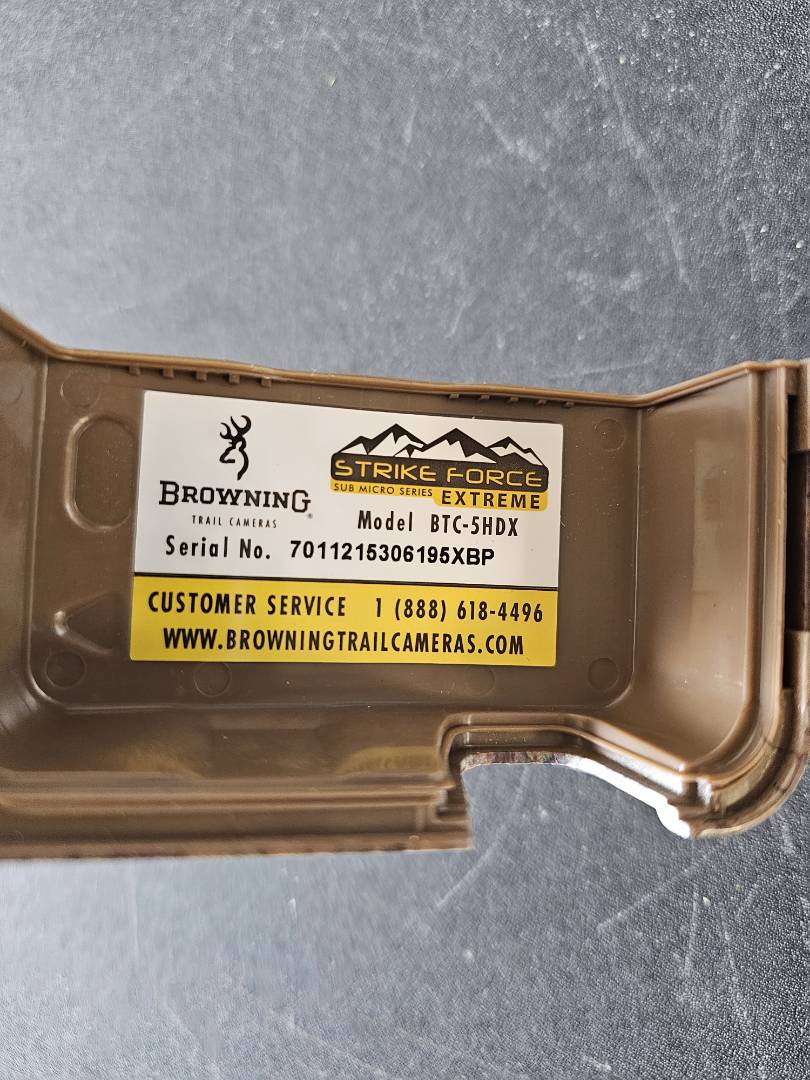 BROWNING
TRAIL CAMERAS
STRIKE FORCE
SUB MICRO SERIES EXTREME
Model BTC-5HDX
Serial No. 7011215306195XBP
CUSTOMER SERVICE 1 (888) 618-4496
WWW.BROWNINGTRAILCAMERAS.COM